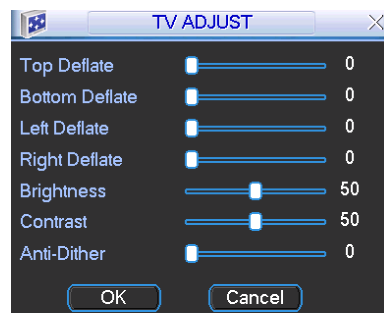 TV ADJUST
Top Deflate 0
Bottom Deflate 0
Left Deflate 0
Right Deflate 0
Brightness 50
Contrast 50
Anti-Dither 0
OK Cancel